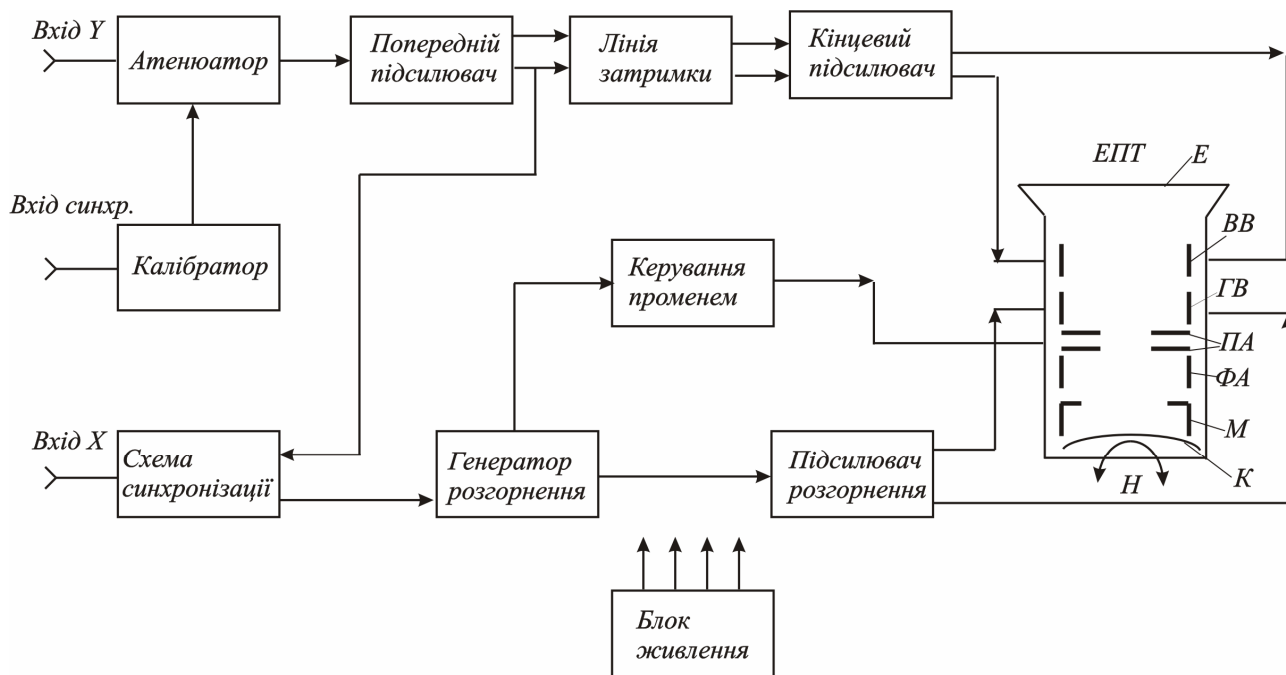 Вхід Y
Атенюатор
Попередній
підсилювач
Лінія
затримки
Кінцевий
підсилювач
ЕПТ
Е
Вхід синхр.
Калібратор
Керування
променем
ВВ
ГВ
ПА
ФА
М
К
Н
Вхід X
Схема
синхронізації
Генератор
розгорнення
Підсилювач
розгорнення
Блок
живлення